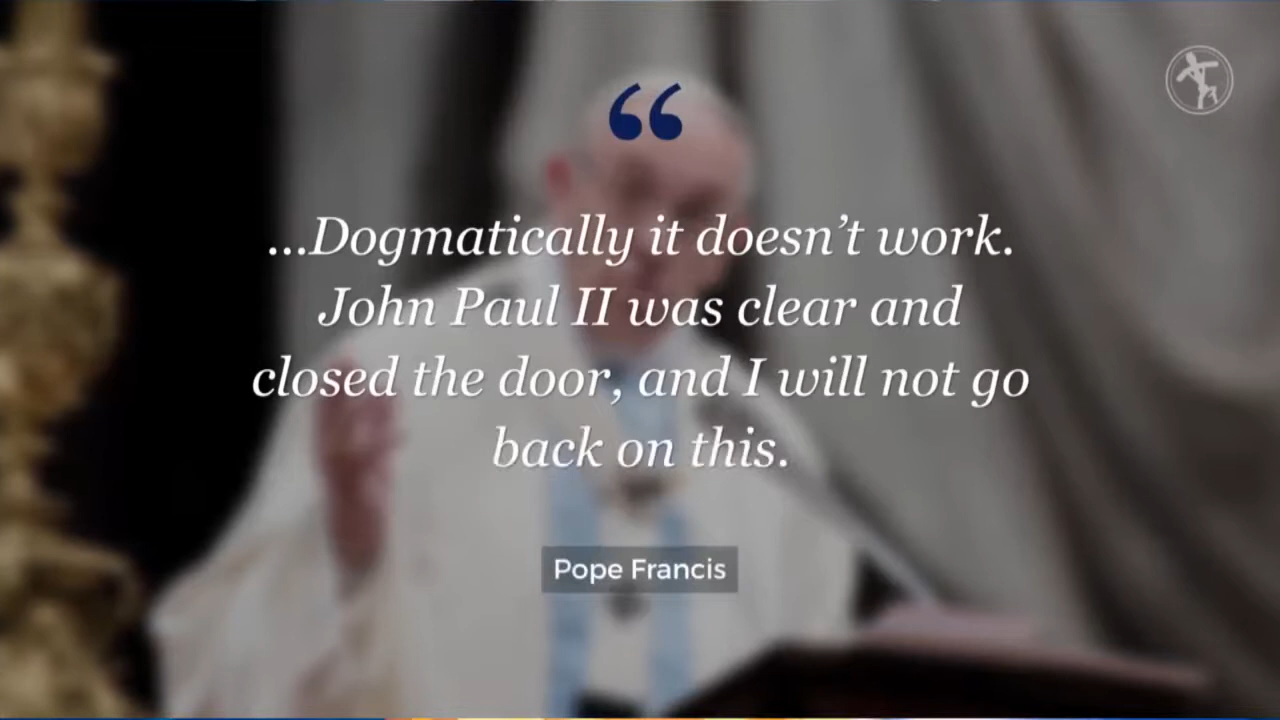 “
...Dogmatically it doesn’t work.
John Paul II was clear and
closed the door, and I will not go
back on this.
Pope Francis